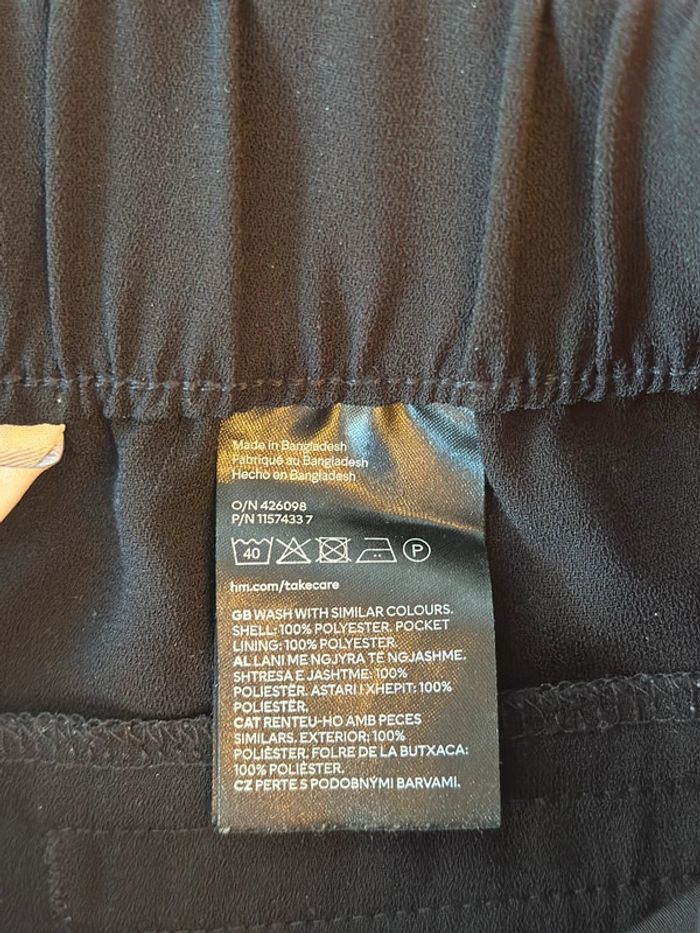 Made in Bangladesh
Fabriqué au Bangladesh
Hecho en Bangladesh
O/N 426098
P/N 1157433 7
40 P
hm.com/takecare
GB WASH WITH SIMILAR COLOURS.
SHELL: 100% POLYESTER. POCKET
LINING: 100% POLYESTER.
AL LANI ME NGJYRA TË NGJASHME.
SHTRESA E JASHTME: 100%
POLIESTËR. ASTARI I XHEPIT: 100%
POLIESTËR.
CAT RENTEU-HO AMB PECES
SIMILARS. EXTERIOR: 100%
POLIÈSTER. FOLRE DE LA BUTXACA:
100% POLIÈSTER.
CZ PERTE S PODOBNÝMI BARVAMI.